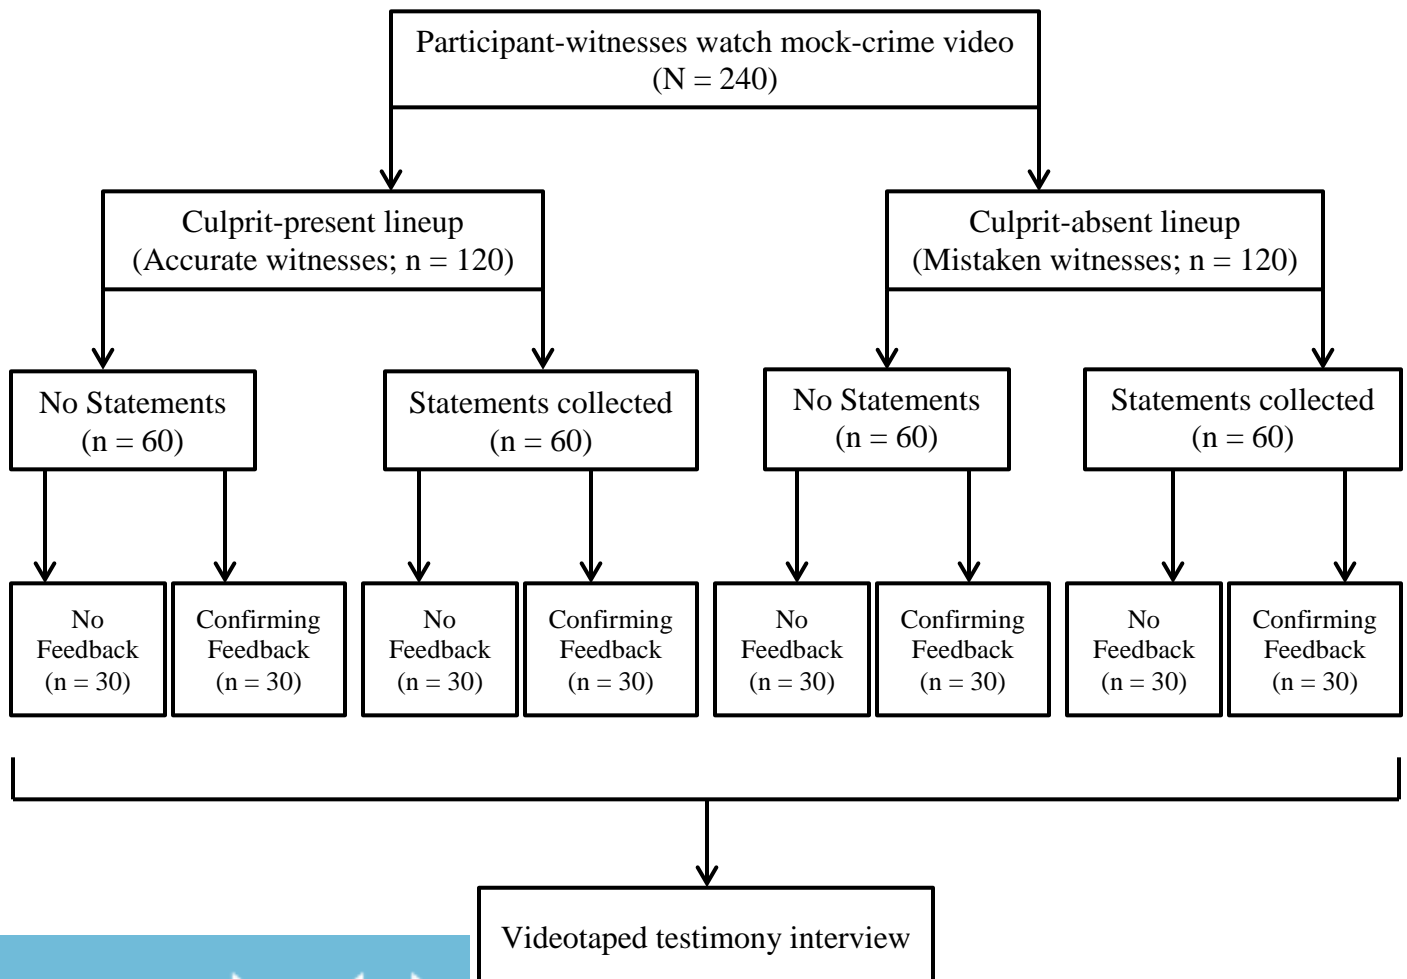 Participant-witnesses watch mock-crime video
(N = 240)
Culprit-present lineup
(Accurate witnesses; n = 120)
Culprit-absent lineup
(Mistaken witnesses; n = 120)
No Statements
(n = 60)
Statements collected
(n = 60)
No Statements
(n = 60)
Statements collected
(n = 60)
No
Feedback
(n = 30)
Confirming
Feedback
(n = 30)
No
Feedback
(n = 30)
Confirming
Feedback
(n = 30)
No
Feedback
(n = 30)
Confirming
Feedback
(n = 30)
No
Feedback
(n = 30)
Confirming
Feedback
(n = 30)
Videotaped testimony interview